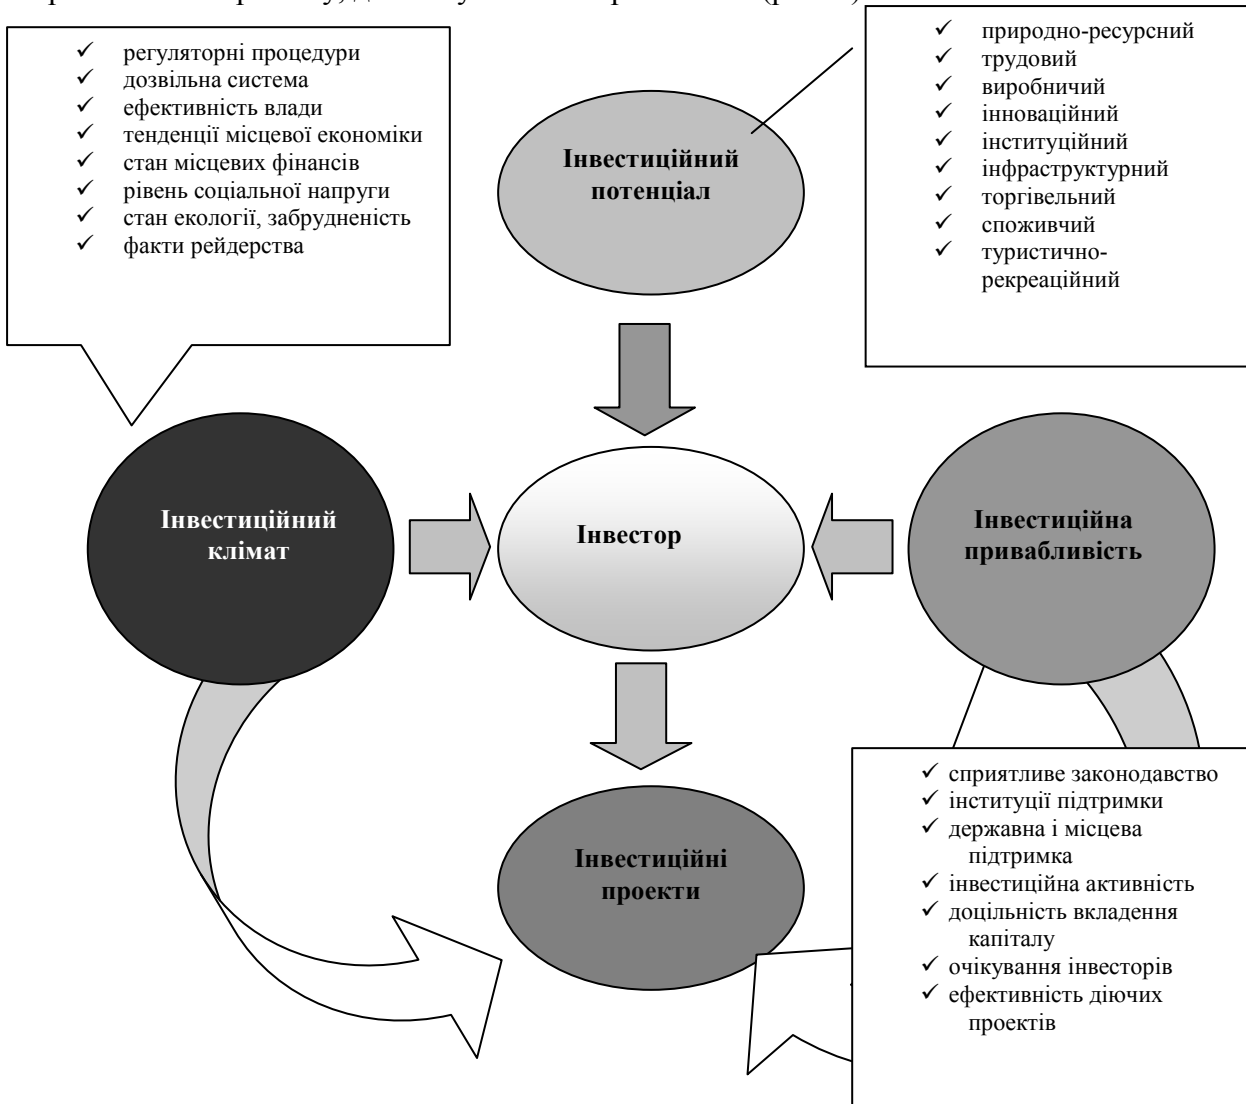 регуляторні процедури
дозвільна система
ефективність влади
тенденції місцевої економіки
стан місцевих фінансів
рівень соціальної напруги
стан екології, забрудненість
факти рейдерства
природно-ресурсний
трудовий
виробничий
інноваційний
інституційний
інфраструктурний
торгівельний
споживчий
туристично-
рекреаційний
Інвестиційний
потенціал
Інвестиційний
клімат
Інвестор
Інвестиційна
привабливість
Інвестиційні
проекти
сприятливе законодавство
інституції підтримки
державна і місцева
підтримка
інвестиційна активність
доцільність вкладення
капіталу
очікування інвесторів
ефективність діючих
проектів